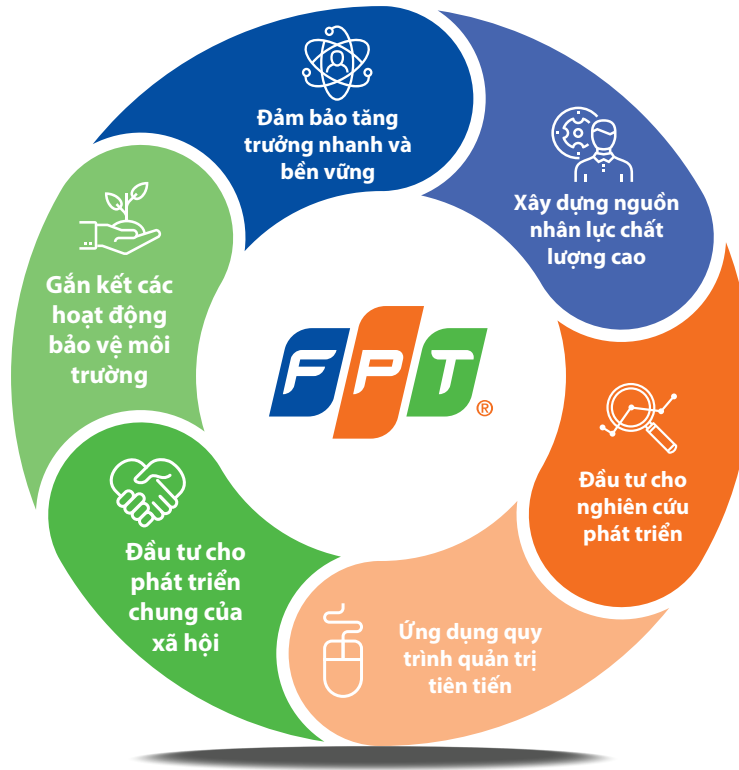 Đảm bảo tăng
trưởng nhanh và
bền vững
Xây dựng nguồn
nhân lực chất
lượng cao
Đầu tư cho
nghiên cứu
phát triển
Ứng dụng quy
trình quản trị
tiên tiến
Đầu tư cho
phát triển
chung của
xã hội
Gắn kết các
hoạt động
bảo vệ môi
trường
FPT®